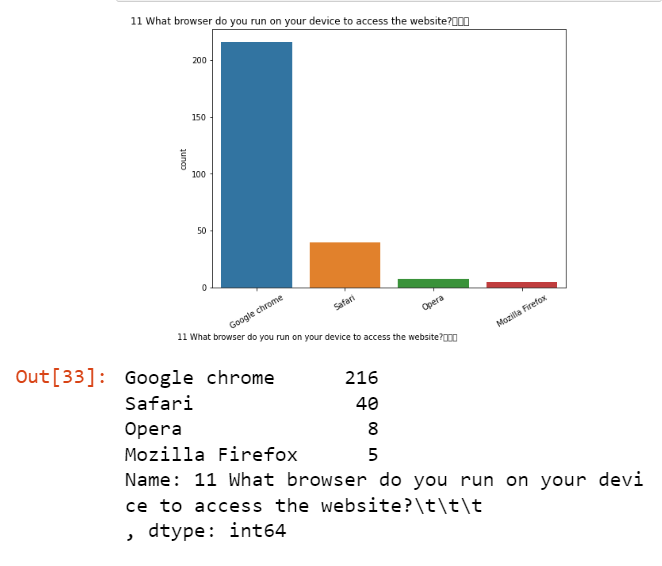 11 What browser do you run on your device to access the website?▯▯▯
200
150
100
50
0
count
Google chrome
Safari
Opera
Mozilla Firefox
11 What browser do you run on your device to access the website?▯▯▯
Out[33]: Google chrome 216
Safari 40
Opera 8
Mozilla Firefox 5
Name: 11 What browser do you run on your devi
ce to access the website?\t\t\t
, dtype: int64